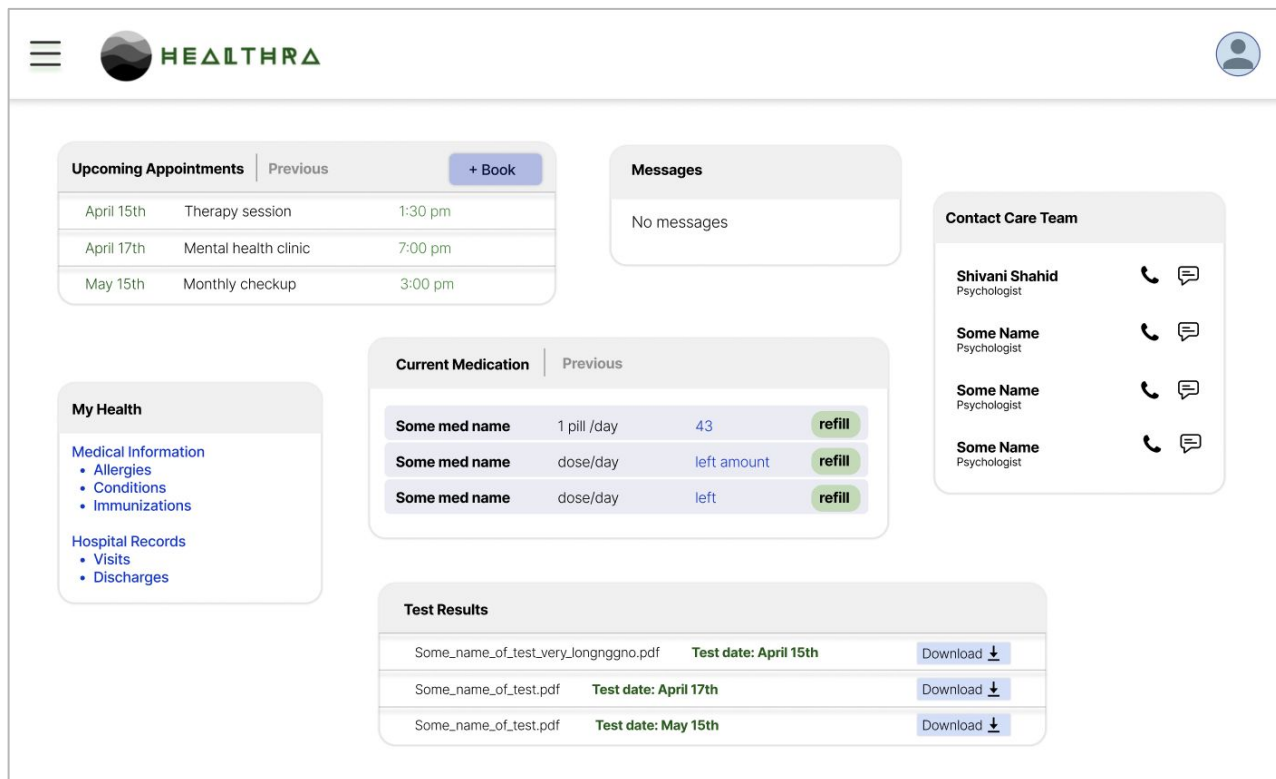 HEALTHRA
Upcoming Appointments Previous + Book
April 15th Therapy session 1:30 pm
April 17th Mental health clinic 7:00 pm
May 15th Monthly checkup 3:00 pm
Messages
No messages
Contact Care Team
Shivani Shahid
Psychologist
Some Name
Psychologist
Some Name
Psychologist
Some Name
Psychologist
Current Medication Previous
Some med name 1 pill /day 43 refill
Some med name dose/day left amount refill
Some med name dose/day left refill
My Health
Medical Information
• Allergies
• Conditions
• Immunizations
Hospital Records
• Visits
• Discharges
Test Results
Some_name_of_test_very_longnggno.pdf Test date: April 15th Download
Some_name_of_test.pdf Test date: April 17th Download
Some_name_of_test.pdf Test date: May 15th Download